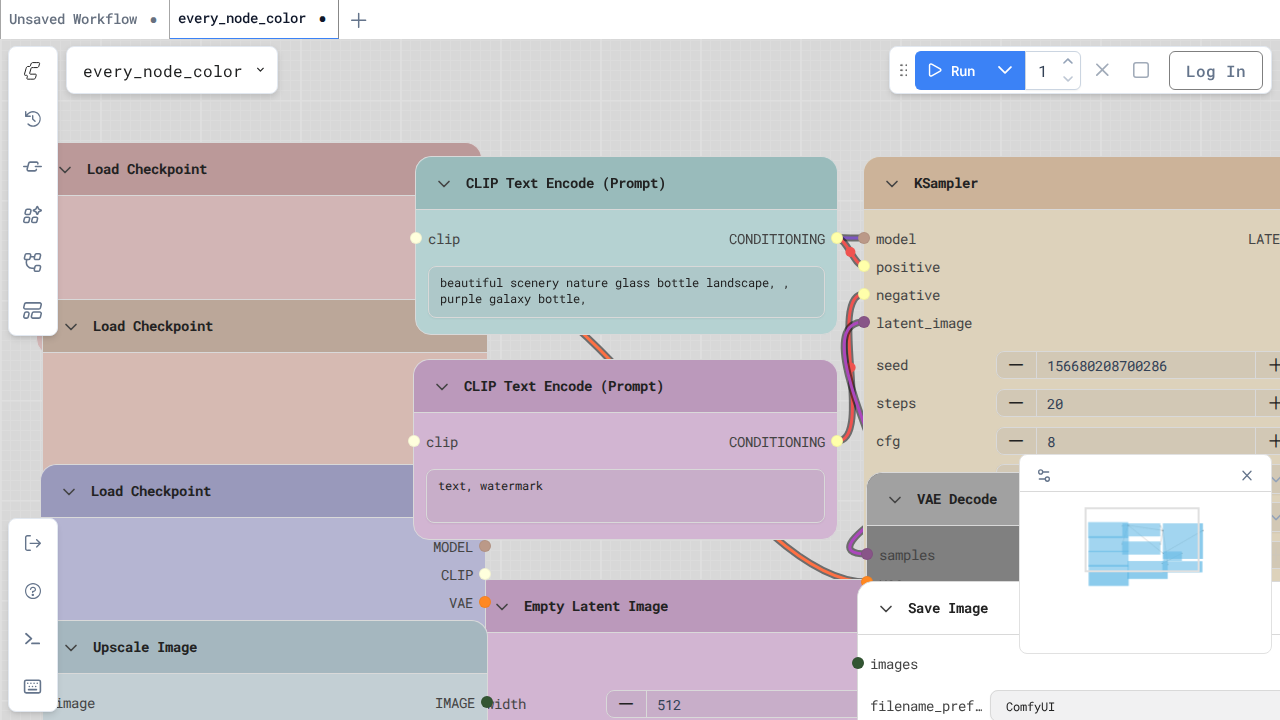 Unsaved Workflow
every_node_color
every_node_color
Run
1
Log In
Load Checkpoint
CLIP Text Encode (Prompt)
clip
CONDITIONING
beautiful scenery nature glass bottle landscape, ,
purple galaxy bottle,
KSampler
model
LATE
positive
negative
latent_image
seed
156680208700286
steps
20
cfg
8
Load Checkpoint
CLIP Text Encode (Prompt)
clip
CONDITIONING
text, watermark
Load Checkpoint
MODEL
CLIP
VAE
VAE Decode
samples
Empty Latent Image
width
512
Save Image
images
filename_pref…
ComfyUI
Upscale Image
image
IMAGE